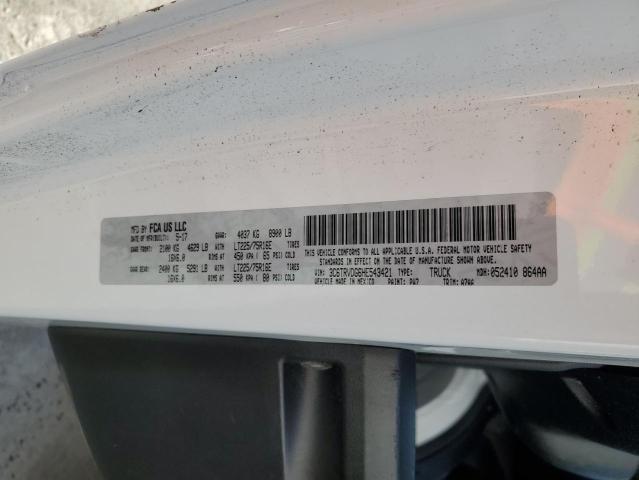 MFD BY FCA US LLC
DATE OF MFR(BUILT): 5-17 GVWR: 4037 KG 8900 LB
GAWR FRONT: 2100 KG 4629 LB WITH LT225/75R16E TIRES
16X6.0 RIMS AT 450 KPA ( 65 PSI) COLD
GAWR REAR: 2400 KG 5291 LB WITH LT225/75R16E TIRES
16X6.0 RIMS AT 550 KPA ( 80 PSI) COLD
THIS VEHICLE CONFORMS TO ALL APPLICABLE U.S.A. FEDERAL MOTOR VEHICLE SAFETY
STANDARDS IN EFFECT ON THE DATE OF MANUFACTURE SHOWN ABOVE.
VIN: 3C6TRVDG6HE543421 TYPE: TRUCK MDH: 052410 864AA
VEHICLE MADE IN MEXICO PAINT: PW7 TRIM: A7AA